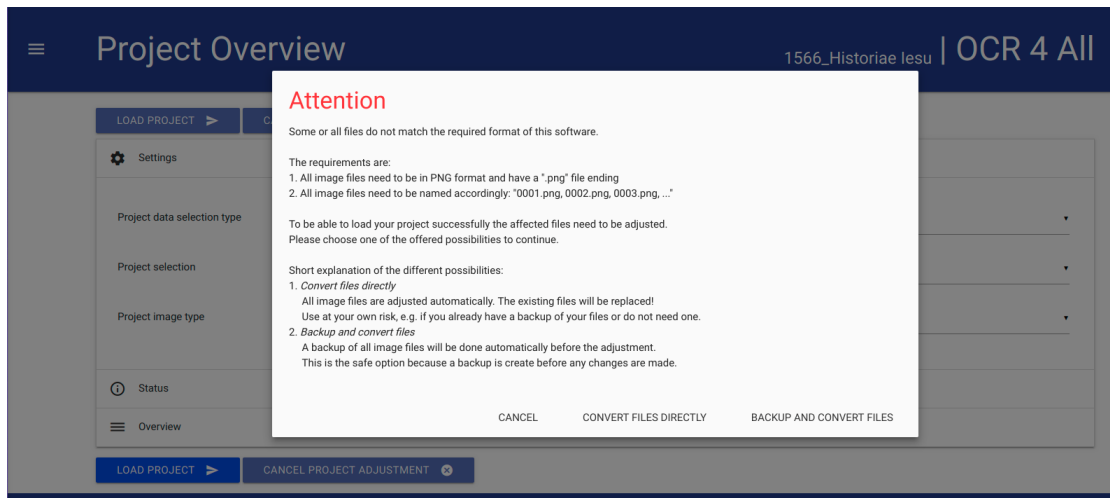 Project Overview
1566_Historiae Iesu | OCR 4 All
LOAD PROJECT
Settings
Project data selection type
Project selection
Project image type
Status
Overview
LOAD PROJECT
CANCEL PROJECT ADJUSTMENT
Attention
Some or all files do not match the required format of this software.
The requirements are:
1. All image files need to be in PNG format and have a ".png" file ending
2. All image files need to be named accordingly: "0001.png, 0002.png, 0003.png, ..."
To be able to load your project successfully the affected files need to be adjusted.
Please choose one of the offered possibilities to continue.
Short explanation of the different possibilities:
1. Convert files directly
All image files are adjusted automatically. The existing files will be replaced!
Use at your own risk, e.g. if you already have a backup of your files or do not need one.
2. Backup and convert files
A backup of all image files will be done automatically before the adjustment.
This is the safe option because a backup is create before any changes are made.
CANCEL
CONVERT FILES DIRECTLY
BACKUP AND CONVERT FILES